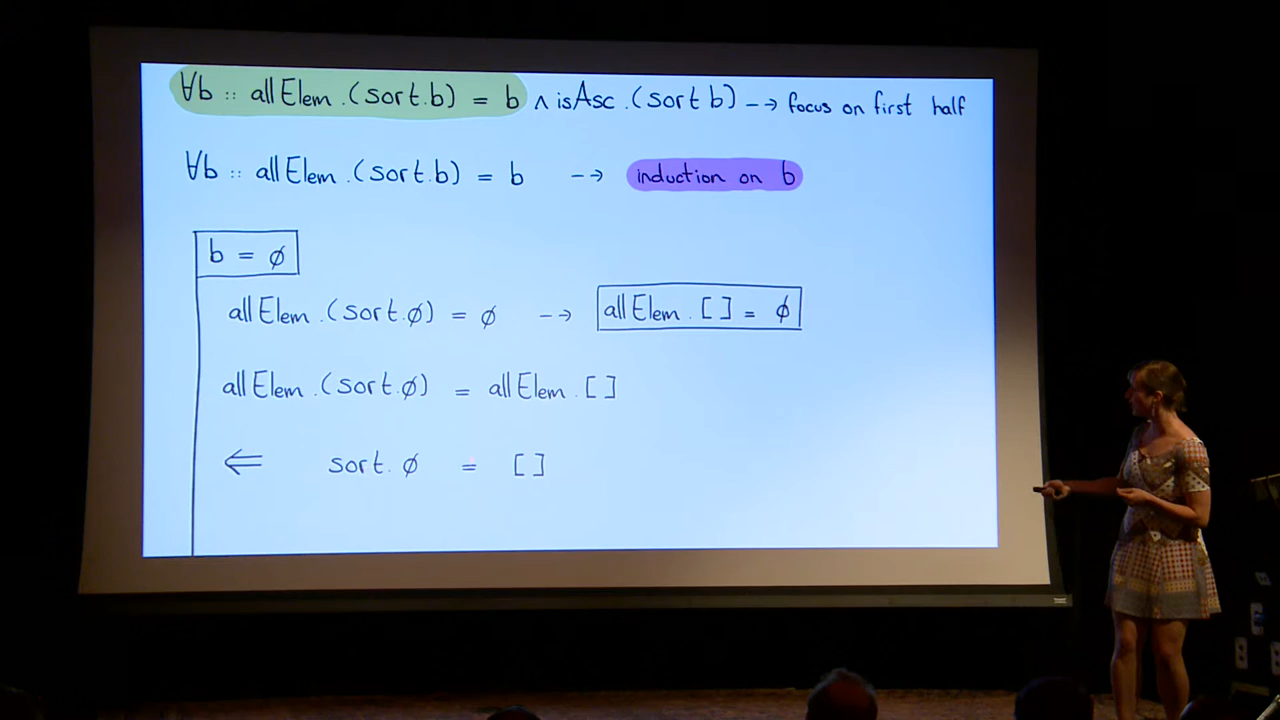 ∀b :: allElem.(sort.b) = b ∧ isAsc.(sort b) --> focus on first half
∀b :: allElem.(sort.b) = b --> induction on b
b = ∅
allElem.(sort.∅) = ∅ --> allElem.[] = ∅
allElem.(sort.∅) = allElem.[]
⇐ sort.∅ = []